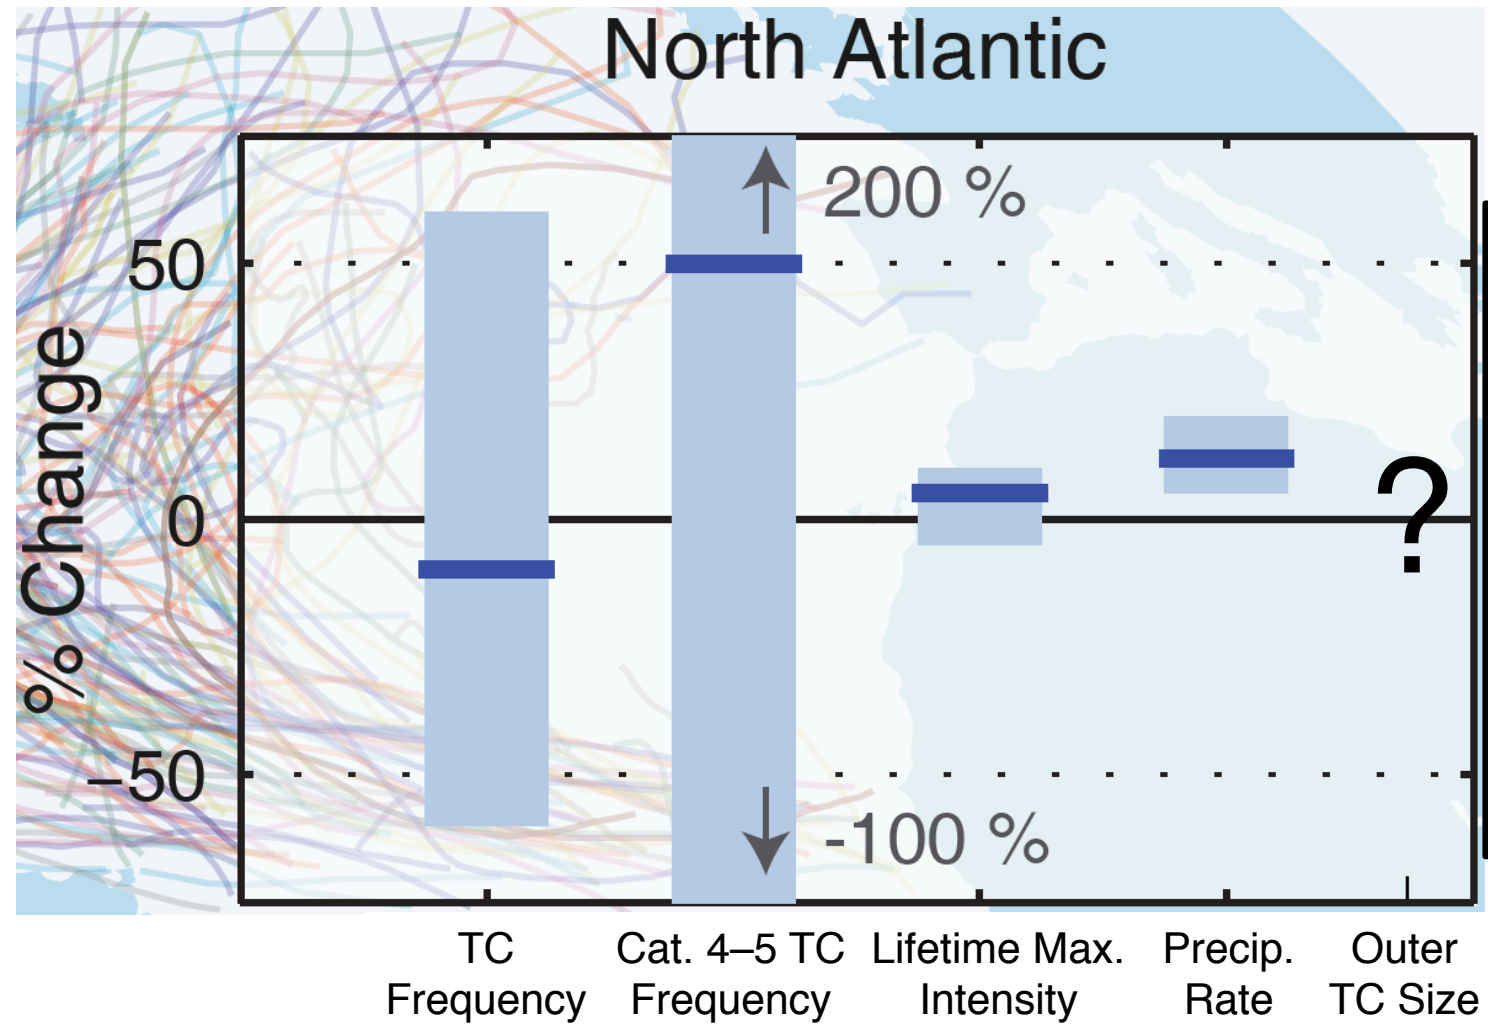 North Atlantic
200 %
50
% Change
0
?
–50
-100 %
TC
Frequency
Cat. 4–5 TC
Frequency
Lifetime Max.
Intensity
Precip.
Rate
Outer
TC Size